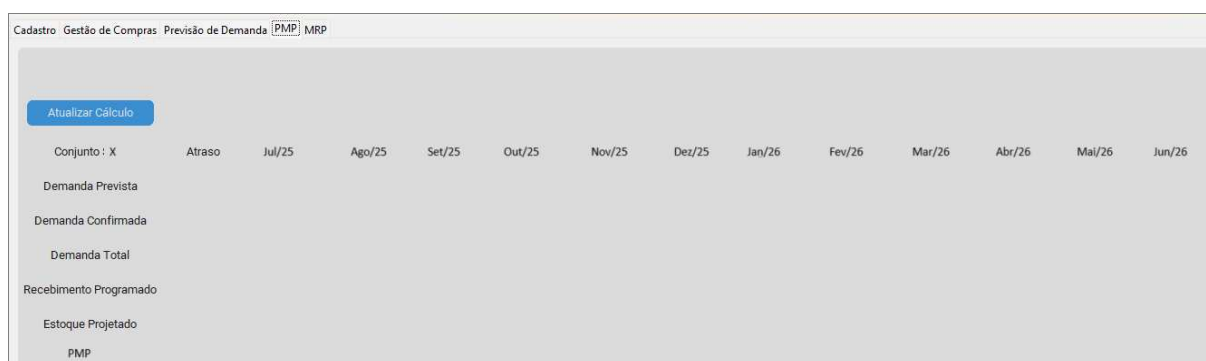 Cadastro Gestão de Compras Previsão de Demanda PMP MRP
Atualizar Cálculo
Conjunto: X Atraso Jul/25 Ago/25 Set/25 Out/25 Nov/25 Dez/25 Jan/26 Fev/26 Mar/26 Abr/26 Mai/26 Jun/26
Demanda Prevista
Demanda Confirmada
Demanda Total
Recebimento Programado
Estoque Projetado
PMP